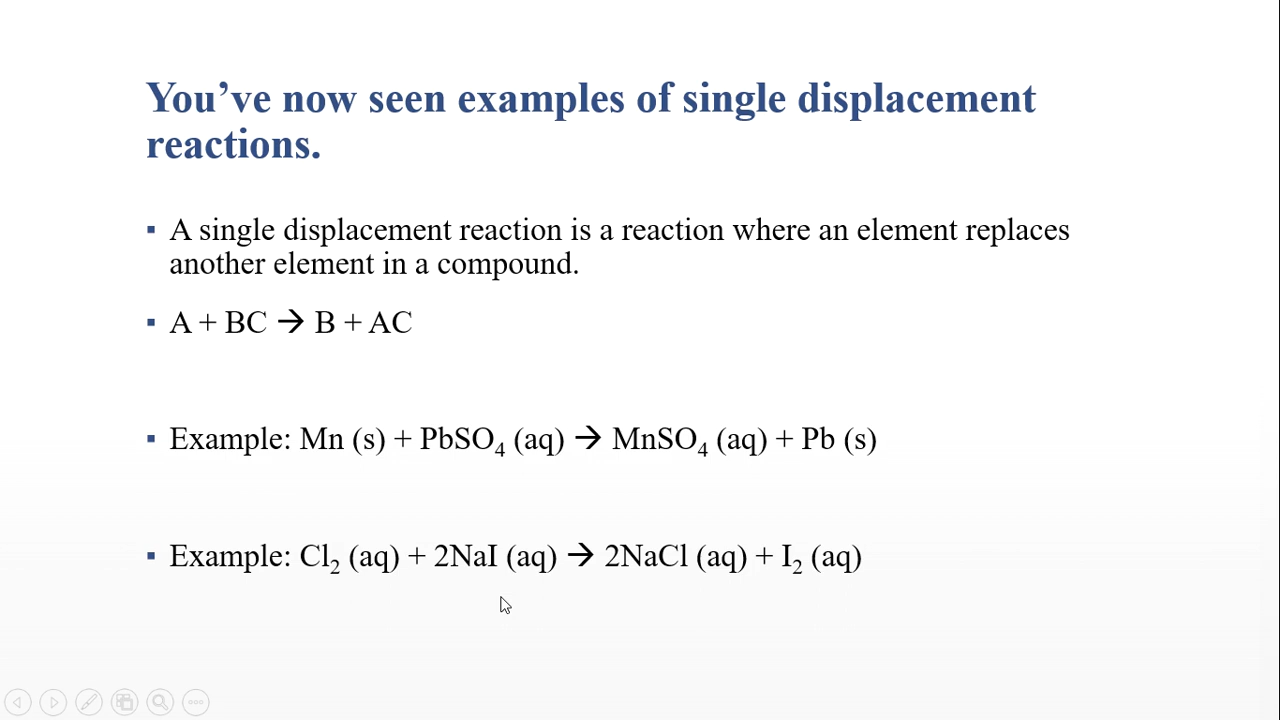 You’ve now seen examples of single displacement
reactions.
▪ A single displacement reaction is a reaction where an element replaces
another element in a compound.
▪ A + BC → B + AC
▪ Example: Mn (s) + PbSO₄ (aq) → MnSO₄ (aq) + Pb (s)
▪ Example: Cl₂ (aq) + 2NaI (aq) → 2NaCl (aq) + I₂ (aq)